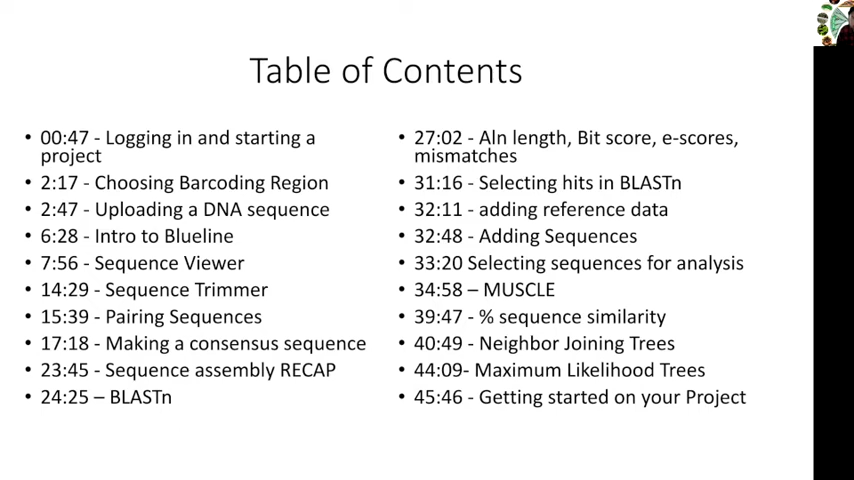 Table of Contents
• 00:47 - Logging in and starting a
project
• 2:17 - Choosing Barcoding Region
• 2:47 - Uploading a DNA sequence
• 6:28 - Intro to Blueline
• 7:56 - Sequence Viewer
• 14:29 - Sequence Trimmer
• 15:39 - Pairing Sequences
• 17:18 - Making a consensus sequence
• 23:45 - Sequence assembly RECAP
• 24:25 – BLASTn
• 27:02 - Aln length, Bit score, e-scores,
mismatches
• 31:16 - Selecting hits in BLASTn
• 32:11 - adding reference data
• 32:48 - Adding Sequences
• 33:20 Selecting sequences for analysis
• 34:58 – MUSCLE
• 39:47 - % sequence similarity
• 40:49 - Neighbor Joining Trees
• 44:09- Maximum Likelihood Trees
• 45:46 - Getting started on your Project